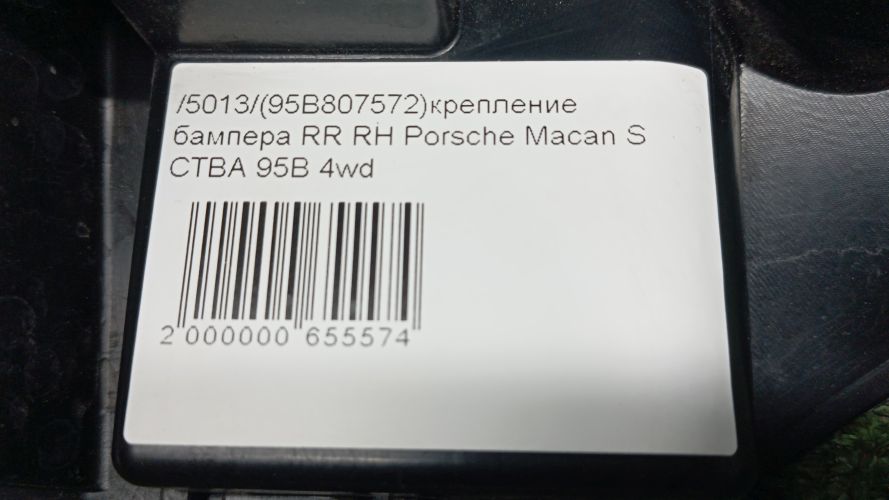 /5013/(95B807572)крепление
бампера RR RH Porsche Macan S
CTBA 95B 4wd
2 000000 655574